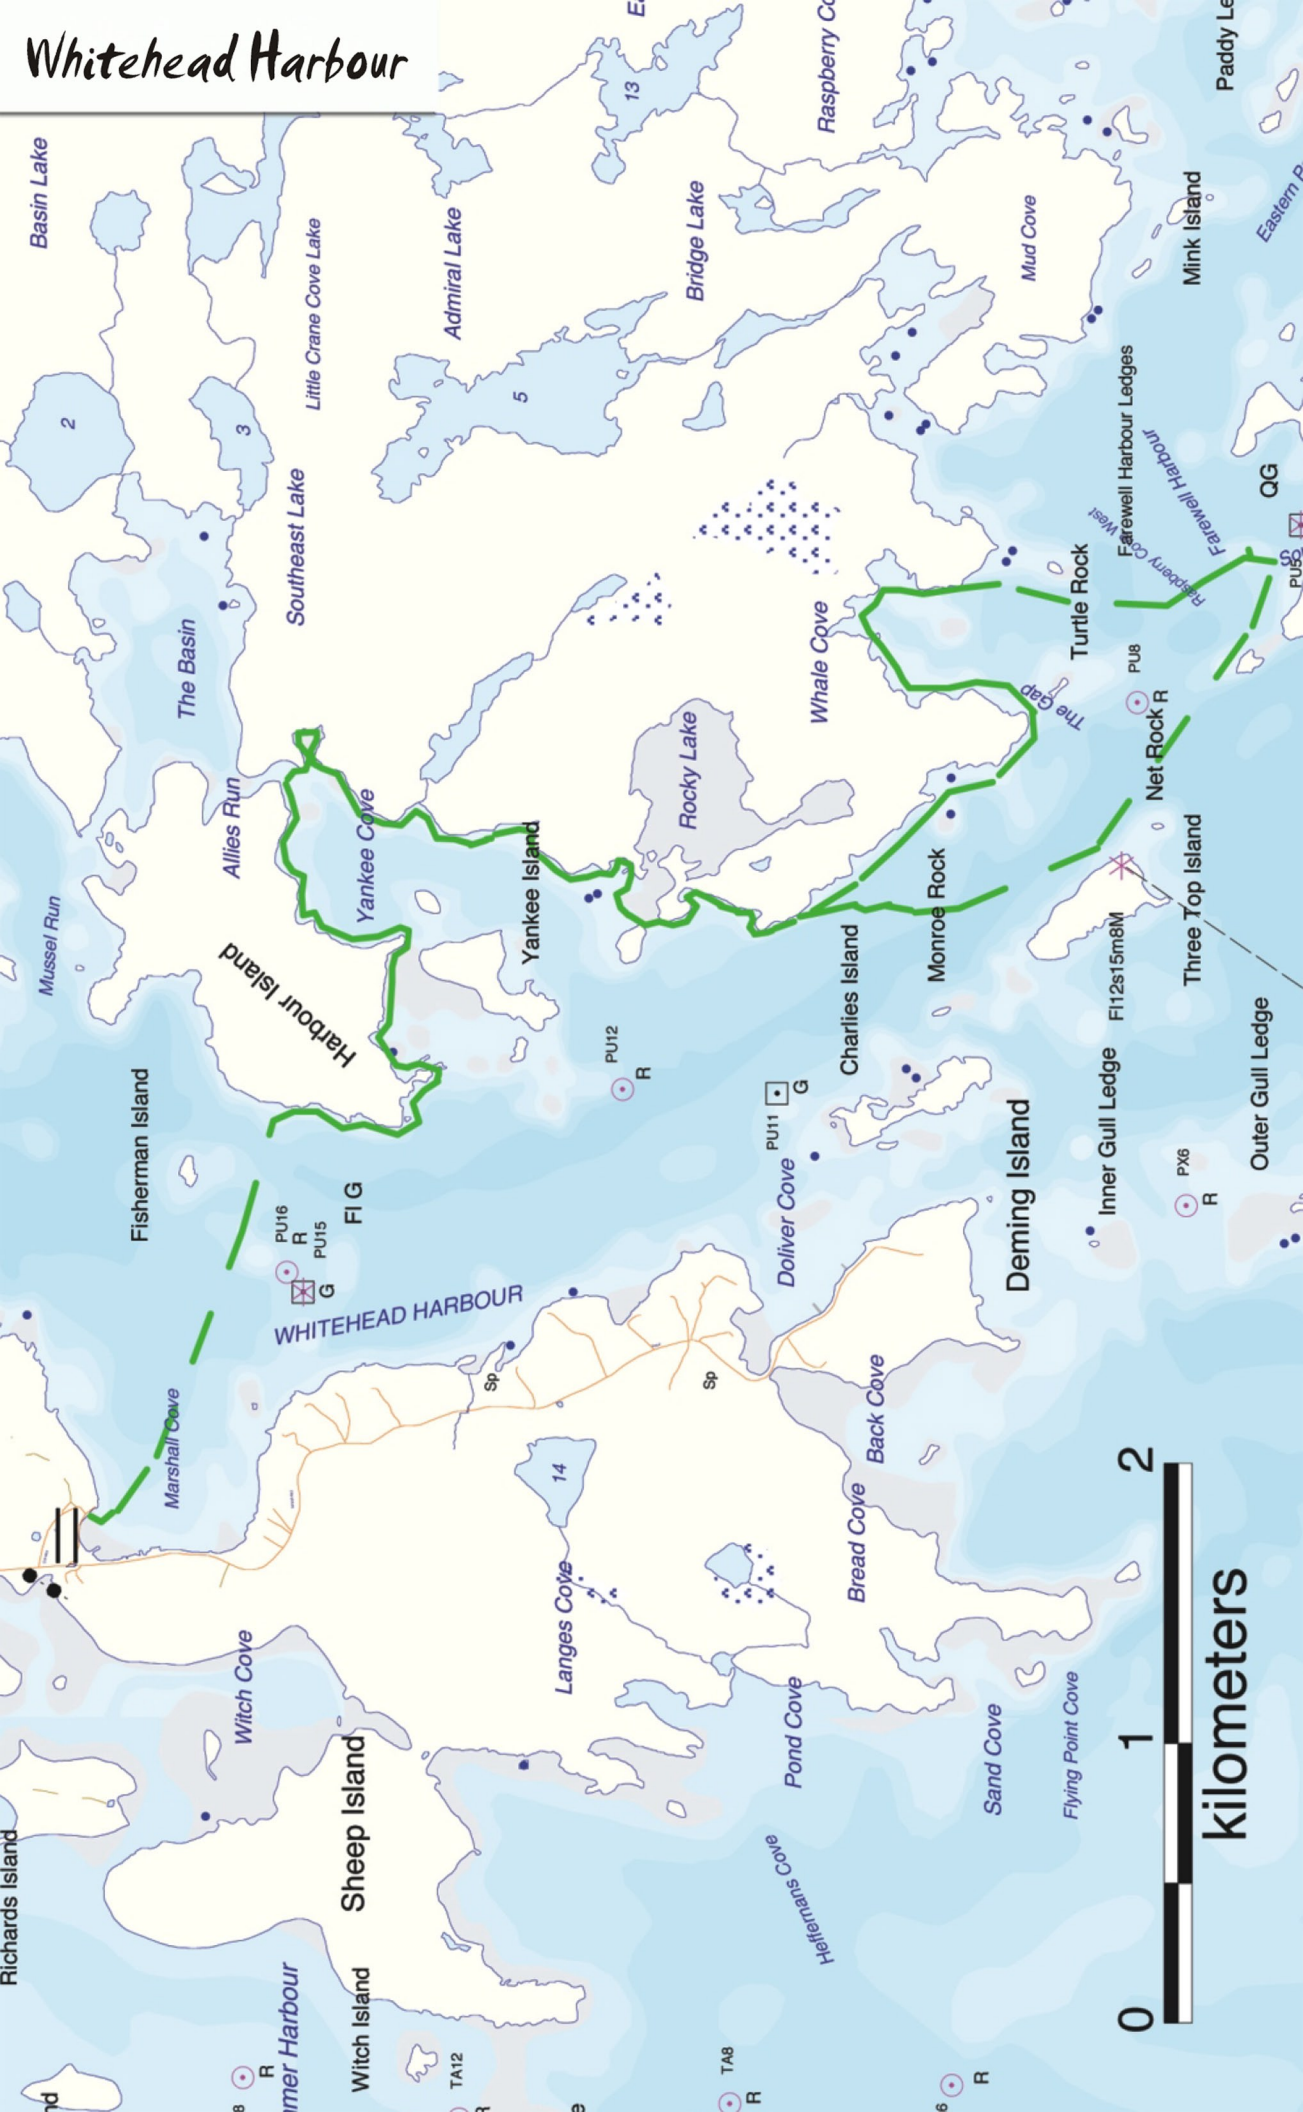 Whitehead Harbour
Basin Lake
13
Raspberry Co
Paddy Le
Little Crane Cove Lake
Admiral Lake
Bridge Lake
Mud Cove
Mink Island
Eastern R
2
3
5
Southeast Lake
Farewell Harbour Ledges
Farewell Harbour
Raspberry Cove West
QG
PU5
The Basin
Whale Cove
Turtle Rock
The Gap
PU8
R
Net Rock
Allies Run
Yankee Cove
Rocky Lake
Mussel Run
Harbour Island
Yankee Island
Monroe Rock
Three Top Island
Fl12s15m8M
Charlies Island
Fisherman Island
PU12
R
PU11
G
Inner Gull Ledge
Outer Gull Ledge
Deming Island
PX6
R
Doliver Cove
PU16
R
PU15
G
Fl G
WHITEHEAD HARBOUR
Marshall Cove
Sp
Sp
14
Back Cove
Bread Cove
Langes Cove
Witch Cove
Pond Cove
Sand Cove
Flying Point Cove
Sheep Island
Heffernans Cove
Richards Island
Witch Island
mer Harbour
R
TA12
TA8
R
R
nd
0
1
2
kilometers